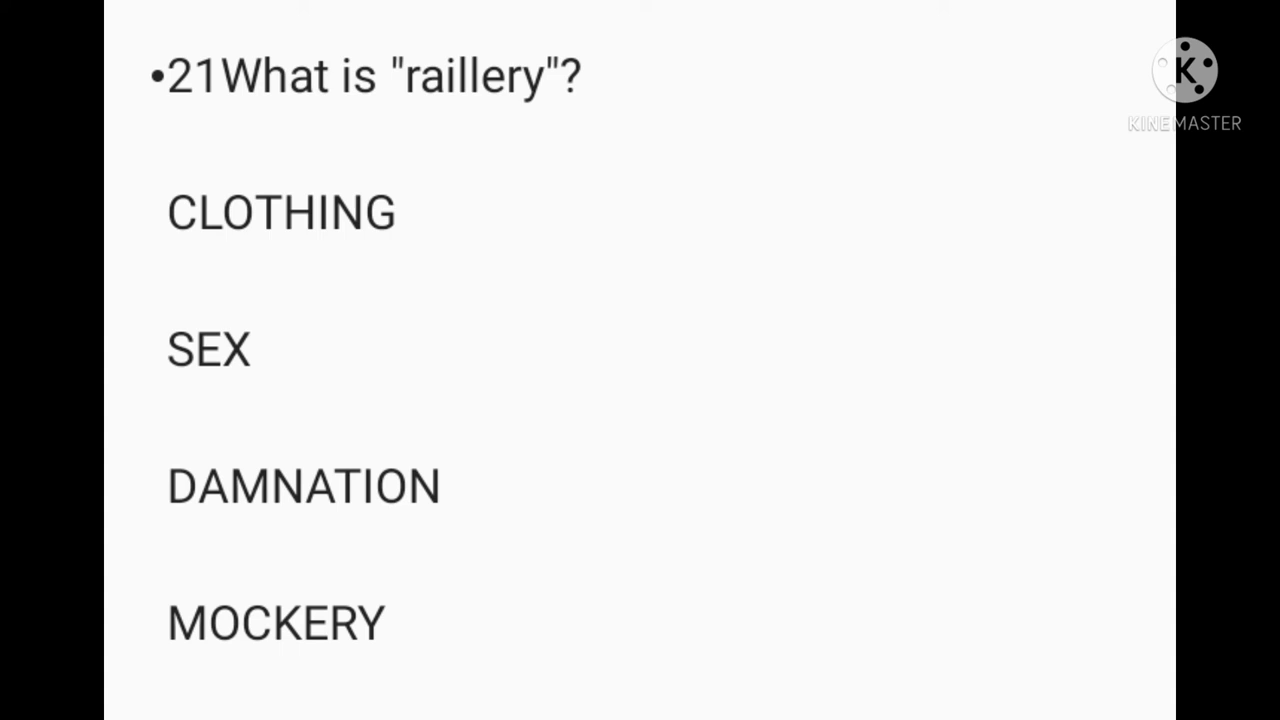 •21What is "raillery"?
K
KINEMASTER
CLOTHING
SEX
DAMNATION
MOCKERY